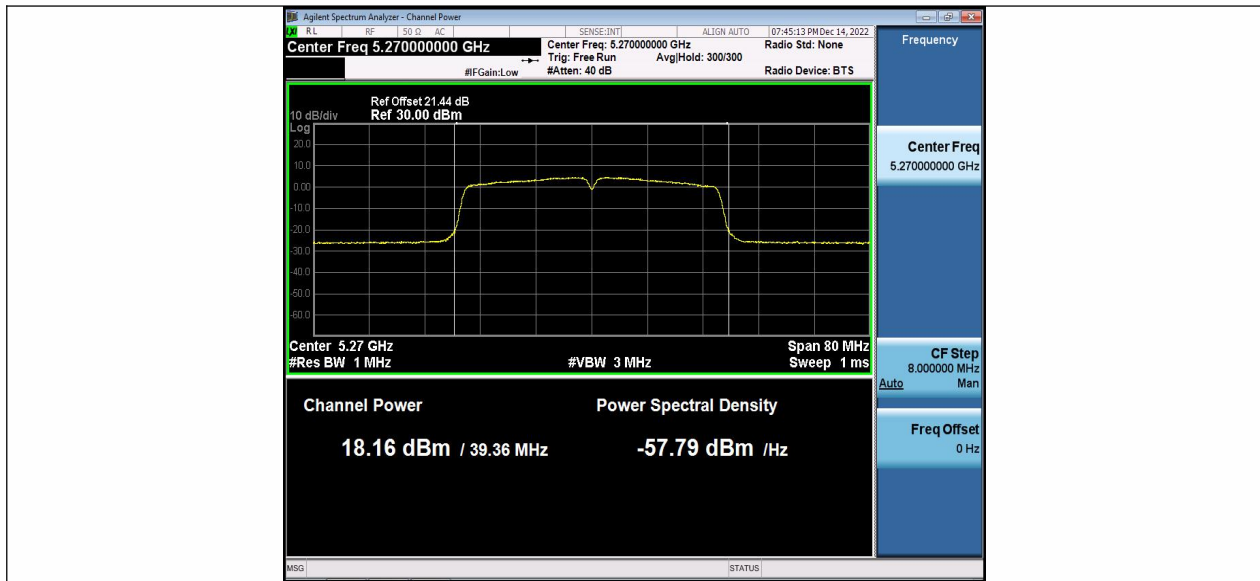 Agilent Spectrum Analyzer - Channel Power
RL RF 50 Ω AC SENSE:INT ALIGN AUTO 07:45:13 PM Dec 14, 2022
Center Freq 5.270000000 GHz
Center Freq: 5.270000000 GHz Radio Std: None
Trig: Free Run Avg|Hold: 300/300
#IFGain:Low #Atten: 40 dB Radio Device: BTS
Ref Offset 21.44 dB
10 dB/div Ref 30.00 dBm
Log
20.0
10.0
0.00
-10.0
-20.0
-30.0
-40.0
-50.0
-60.0
Center 5.27 GHz Span 80 MHz
#Res BW 1 MHz #VBW 3 MHz Sweep 1 ms
Channel Power Power Spectral Density
18.16 dBm / 39.36 MHz -57.79 dBm /Hz
MSG STATUS
Frequency
Center Freq
5.270000000 GHz
CF Step
8.000000 MHz
Auto Man
Freq Offset
0 Hz